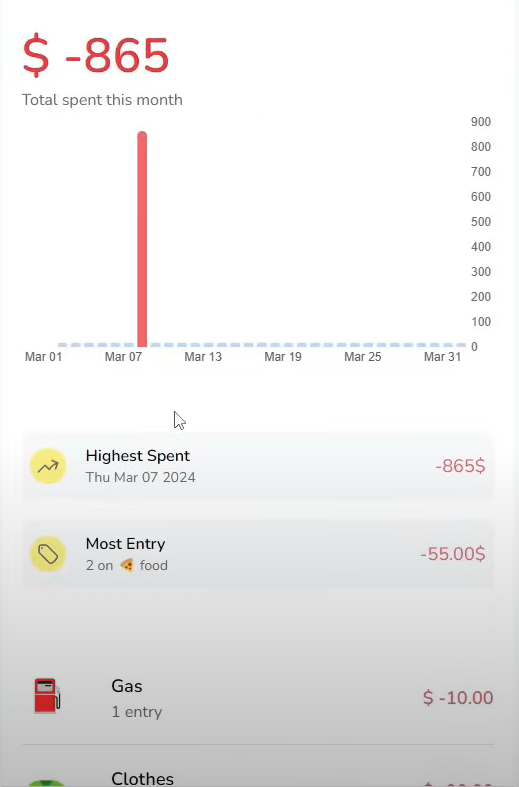 $ -865
Total spent this month
900
800
700
600
500
400
300
200
100
0
Mar 01 Mar 07 Mar 13 Mar 19 Mar 25 Mar 31
Highest Spent
Thu Mar 07 2024
-865$
Most Entry
2 on 🍕 food
-55.00$
Gas
1 entry
$ -10.00
Clothes